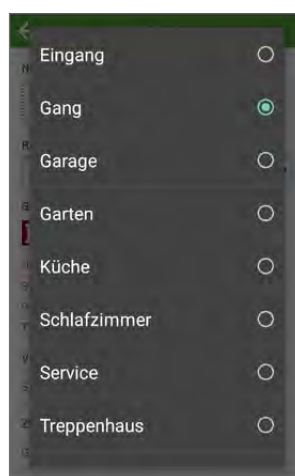 Eingang
Gang
Garage
Garten
Küche
Schlafzimmer
Service
Treppenhaus